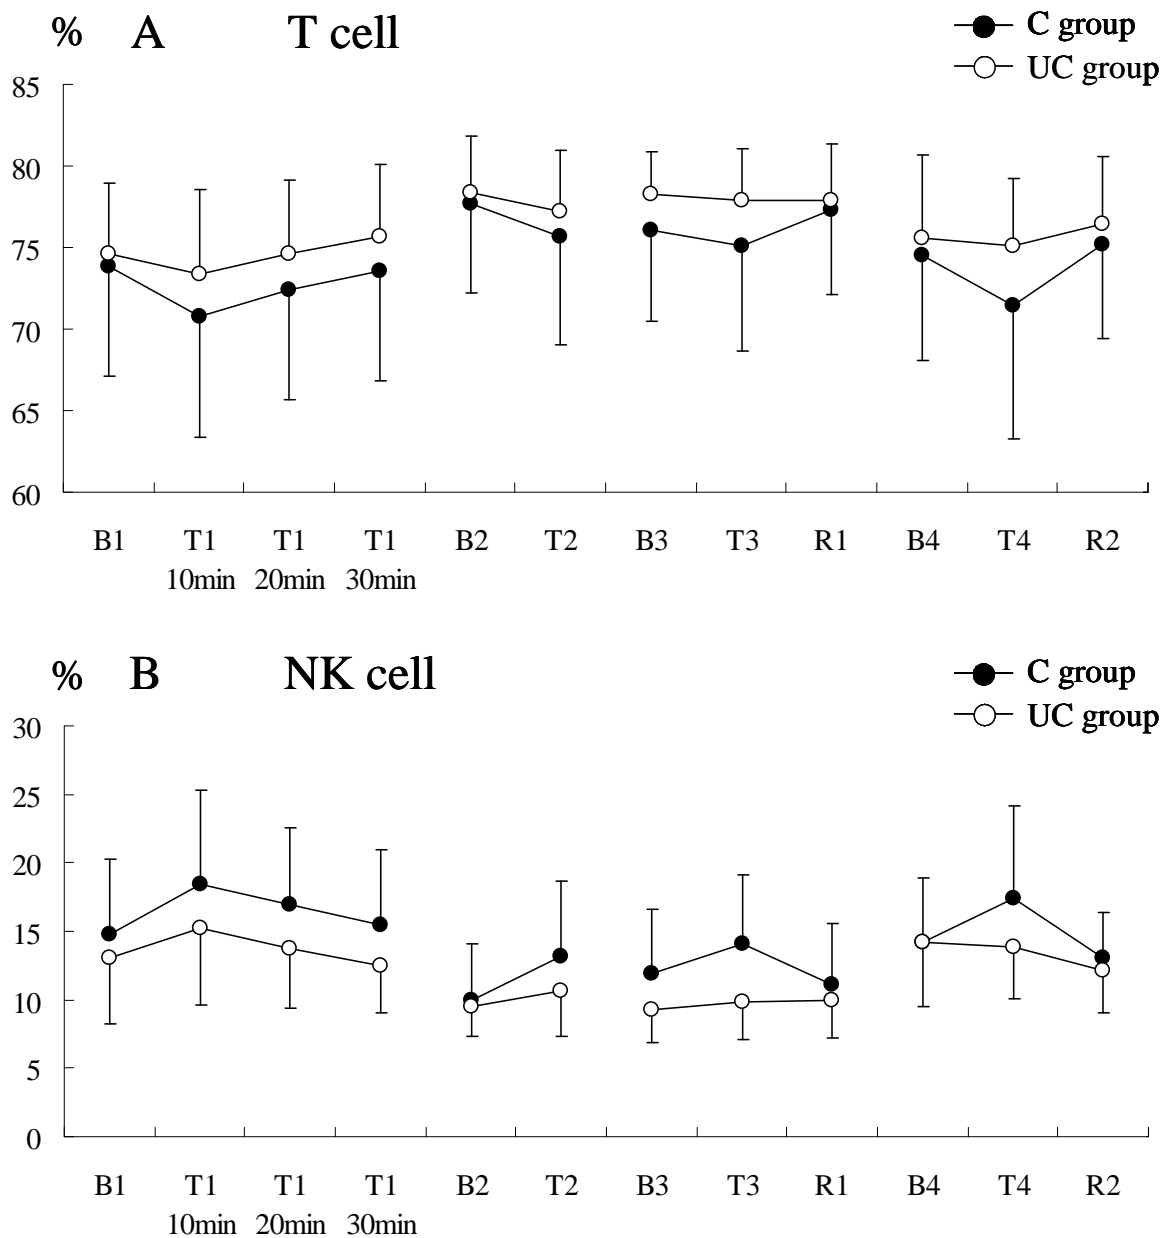 % A T cell
C group
UC group
85
80
75
70
65
60
B1 T1 T1 T1 B2 T2 B3 T3 R1 B4 T4 R2
10min 20min 30min
% B NK cell
C group
UC group
30
25
20
15
10
5
0
B1 T1 T1 T1 B2 T2 B3 T3 R1 B4 T4 R2
10min 20min 30min